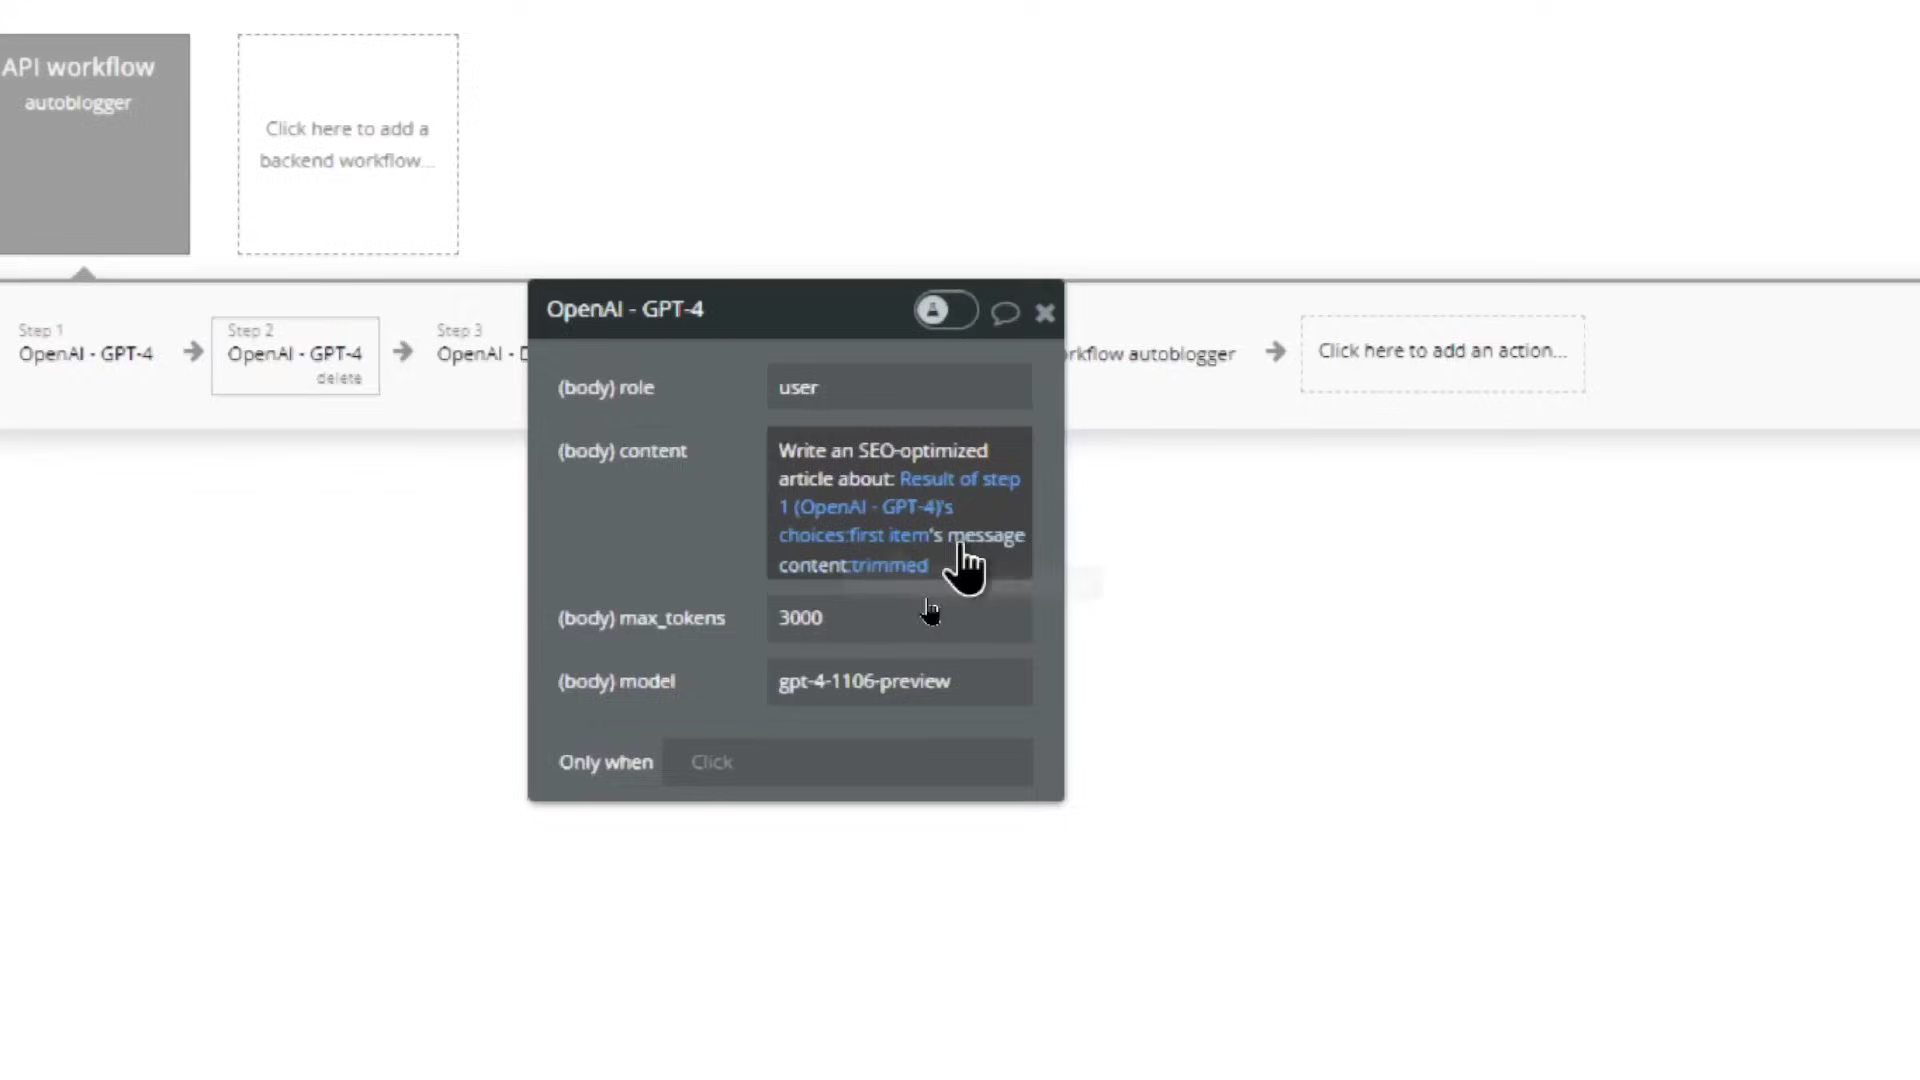 API workflow
autoblogger
Click here to add a
backend workflow...
Step 1
OpenAI - GPT-4
Step 2
OpenAI - GPT-4
delete
Step 3
OpenAI - D
OpenAI - GPT-4
(body) role
user
(body) content
Write an SEO-optimized
article about: Result of step
1 (OpenAI - GPT-4)'s
choices:first item's message
content:trimmed
(body) max_tokens
3000
(body) model
gpt-4-1106-preview
Only when
Click
rkflow autoblogger
Click here to add an action...